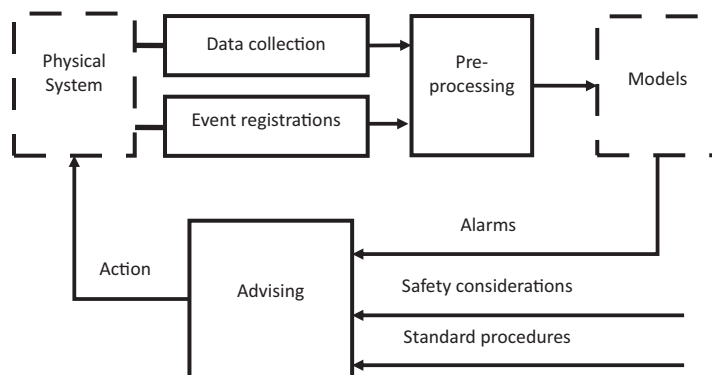 Physical
System
Data collection
Event registrations
Pre-
processing
Models
Alarms
Action
Advising
Safety considerations
Standard procedures